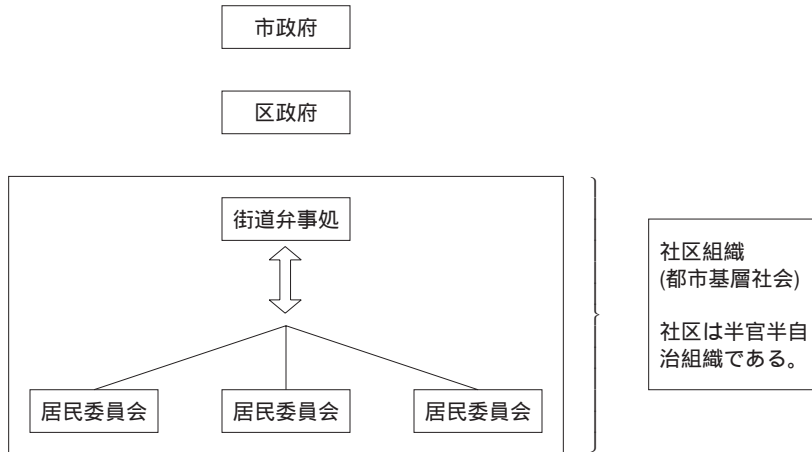 市政府
区政府
街道弁事処
居民委員会
居民委員会
居民委員会
社区組織
(都市基層社会)
社区は半官半自
治組織である。